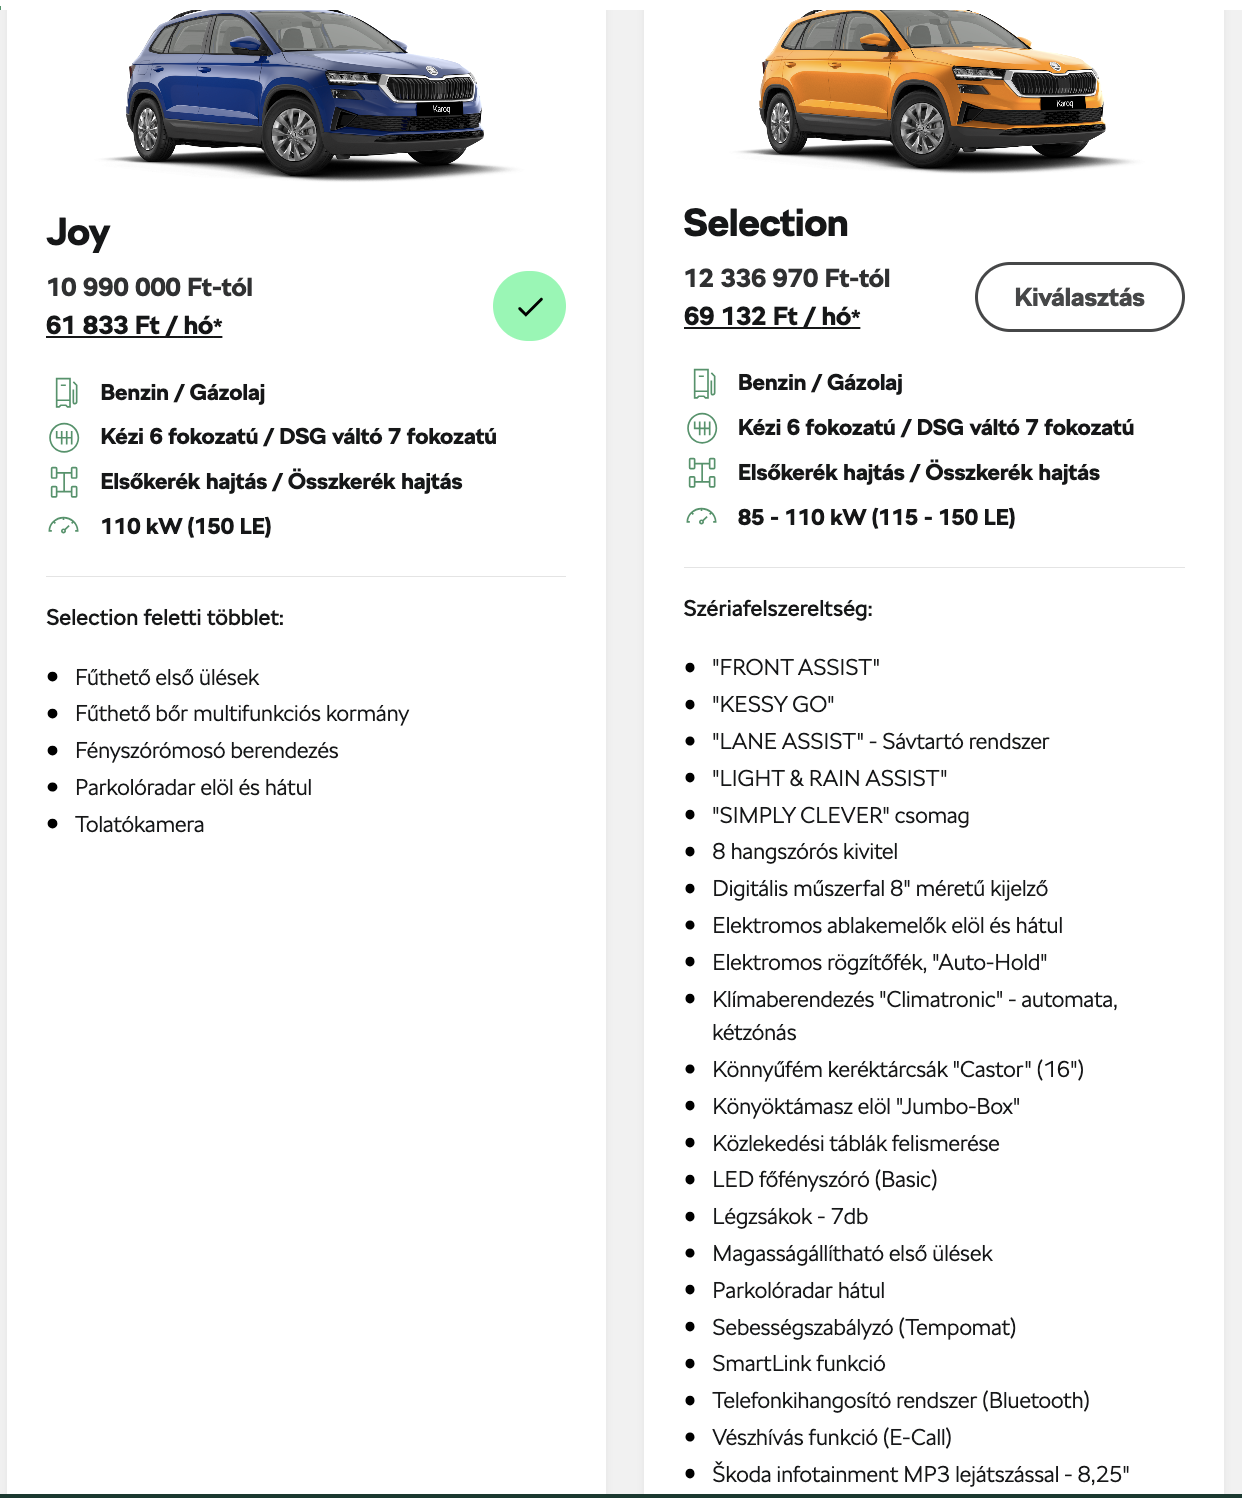 Karoq
Joy
10 990 000 Ft-tól
61 833 Ft / hó*
Benzin / Gázolaj
Kézi 6 fokozatú / DSG váltó 7 fokozatú
Elsőkerék hajtás / Összkerék hajtás
110 kW (150 LE)
Selection feletti többlet:
Fűthető első ülések
Fűthető bőr multifunkciós kormány
Fényszórómosó berendezés
Parkolóradar elöl és hátul
Tolatókamera
Karoq
Selection
12 336 970 Ft-tól
69 132 Ft / hó*
Kiválasztás
Benzin / Gázolaj
Kézi 6 fokozatú / DSG váltó 7 fokozatú
Elsőkerék hajtás / Összkerék hajtás
85 - 110 kW (115 - 150 LE)
Szériafelszereltség:
"FRONT ASSIST"
"KESSY GO"
"LANE ASSIST" - Sávtartó rendszer
"LIGHT & RAIN ASSIST"
"SIMPLY CLEVER" csomag
8 hangszórós kivitel
Digitális műszerfal 8" méretű kijelző
Elektromos ablakemelők elöl és hátul
Elektromos rögzítőfék, "Auto-Hold"
Klímaberendezés "Climatronic" - automata,
kétzónás
Könnyűfém keréktárcsák "Castor" (16")
Könyöktámasz elöl "Jumbo-Box"
Közlekedési táblák felismerése
LED főfényszóró (Basic)
Légzsákok - 7db
Magasságállítható első ülések
Parkolóradar hátul
Sebességszabályzó (Tempomat)
SmartLink funkció
Telefonkihangosító rendszer (Bluetooth)
Vészhívás funkció (E-Call)
Škoda infotainment MP3 lejátszással - 8,25"